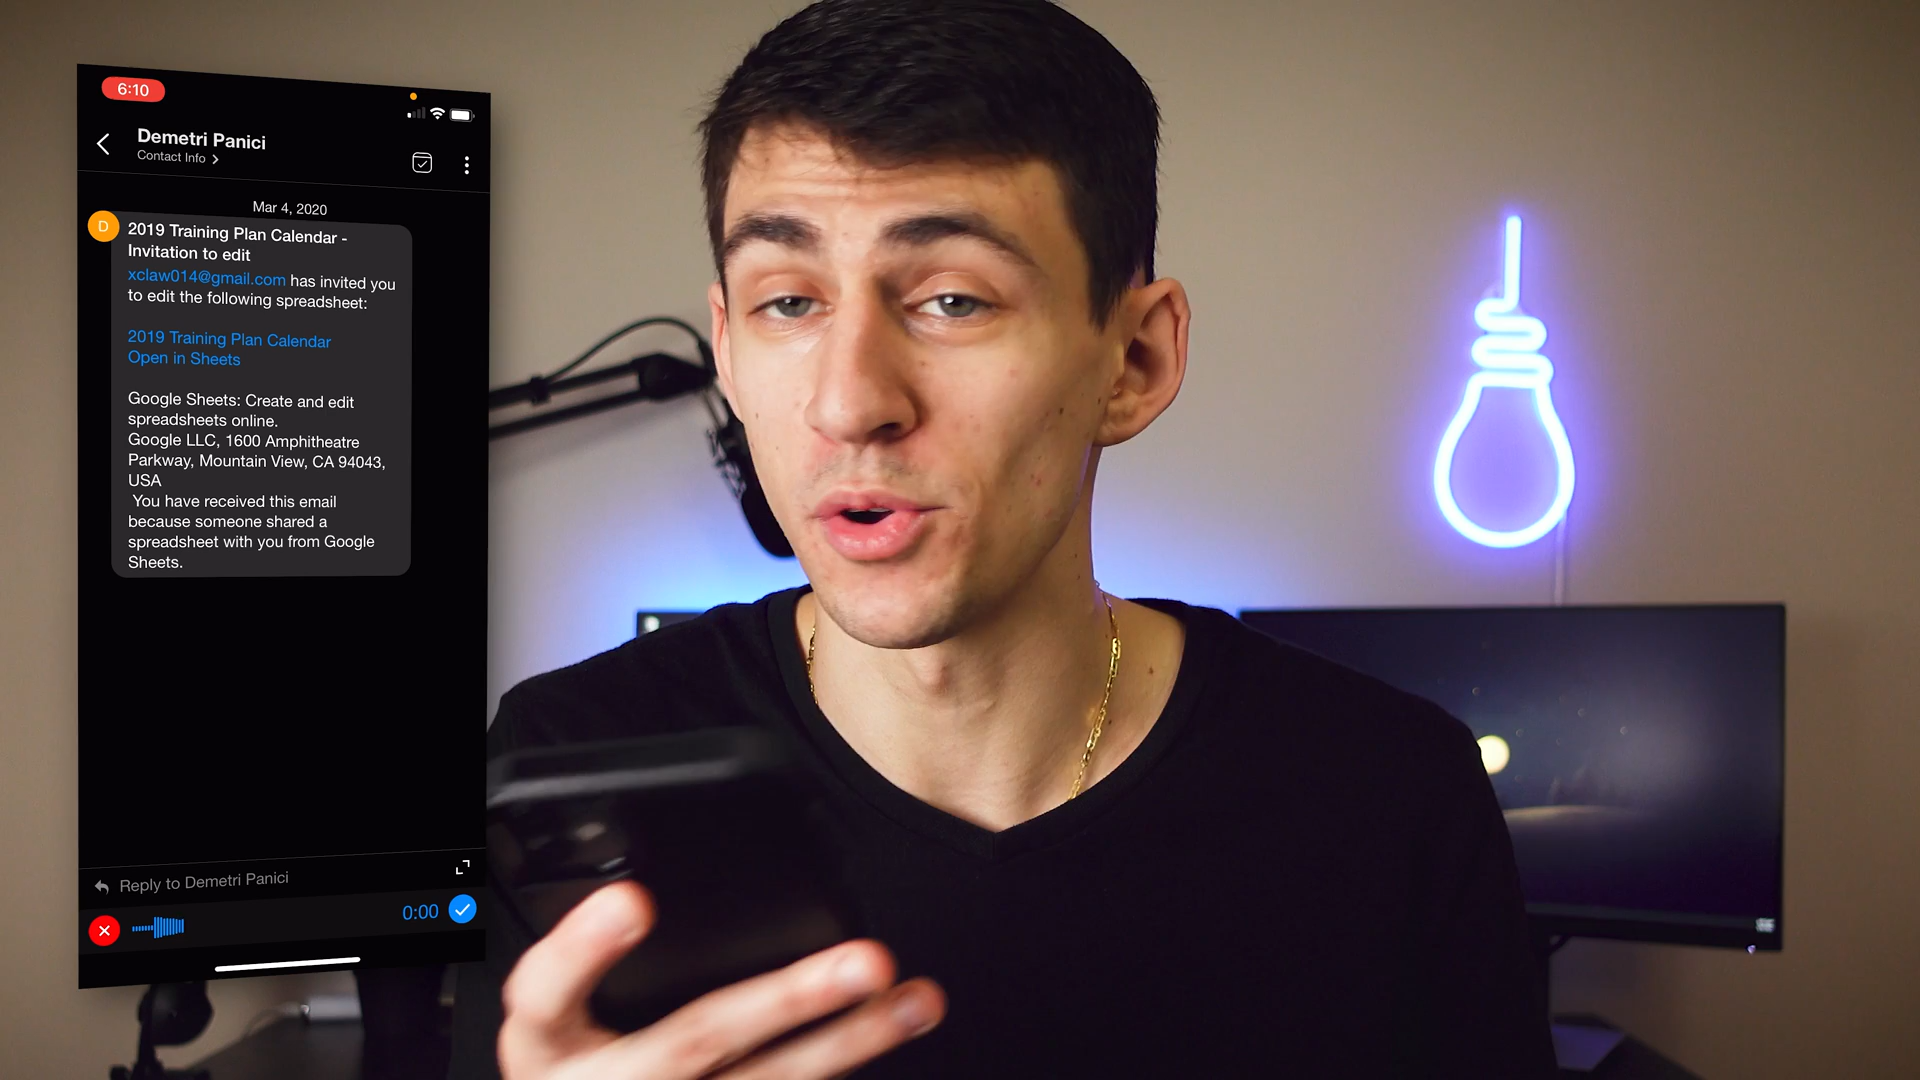 6:10
Demetri Panici
Contact Info
Mar 4, 2020
D
2019 Training Plan Calendar -
Invitation to edit
xclaw014@gmail.com has invited you
to edit the following spreadsheet:
2019 Training Plan Calendar
Open in Sheets
Google Sheets: Create and edit
spreadsheets online.
Google LLC, 1600 Amphitheatre
Parkway, Mountain View, CA 94043,
USA
You have received this email
because someone shared a
spreadsheet with you from Google
Sheets.
Reply to Demetri Panici
0:00